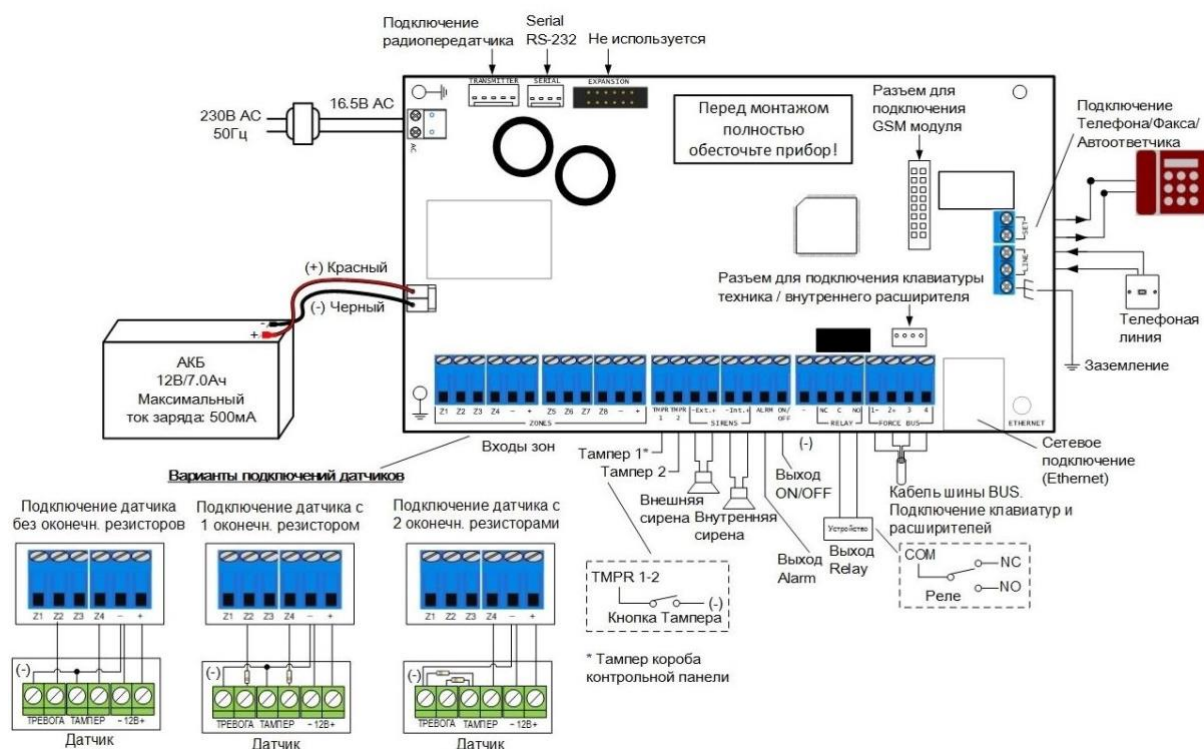 Подключение
радиопередатчика
Serial
RS-232
Не используется
TRANSMITTER
SERIAL
EXPANSION
230В AC
50Гц
16.5В AC
AC
Перед монтажом
полностью
обесточьте прибор!
Разъем для
подключения
GSM модуля
Подключение
Телефона/Факса/
Автоответчика
SET
LINE
(+) Красный
(-) Черный
Разъем для подключения клавиатуры
техника / внутреннего расширителя
Телефоная
линия
Заземление
-
+
АКБ
12В/7.0Ач
Максимальный
ток заряда: 500мА
Z1 Z2 Z3 Z4 – + Z5 Z6 Z7 Z8 – +
ZONES
TMPR 1
TMPR 2
-Ext.+
-Int.+
SIRENS
ALRM
ON/OFF
-
NC C NO
RELAY
1- 2+ 3 4
FORCE BUS
ETHERNET
Входы зон
Тампер 1*
Тампер 2
Внешняя
сирена
Внутренняя
сирена
Выход
Alarm
Выход
ON/OFF
(-)
Устройство
Выход
Relay
Кабель шины BUS.
Подключение клавиатур и
расширителей
Сетевое
подключение
(Ethernet)
COM
NC
NO
Реле
TMPR 1-2
(-)
Кнопка Тампера
* Тампер короба
контрольной панели
Варианты подключений датчиков
Подключение датчика
без оконечн. резисторов
Z1 Z2 Z3 Z4 – +
(-)
ТРЕВОГА ТАМПЕР - 12В+
Датчик
Подключение датчика с
1 оконечн. резистором
Z1 Z2 Z3 Z4 – +
(-)
ТРЕВОГА ТАМПЕР - 12В+
Датчик
Подключение датчика с
2 оконечн. резисторами
Z1 Z2 Z3 Z4 – +
(-)
ТРЕВОГА ТАМПЕР - 12В+
Датчик